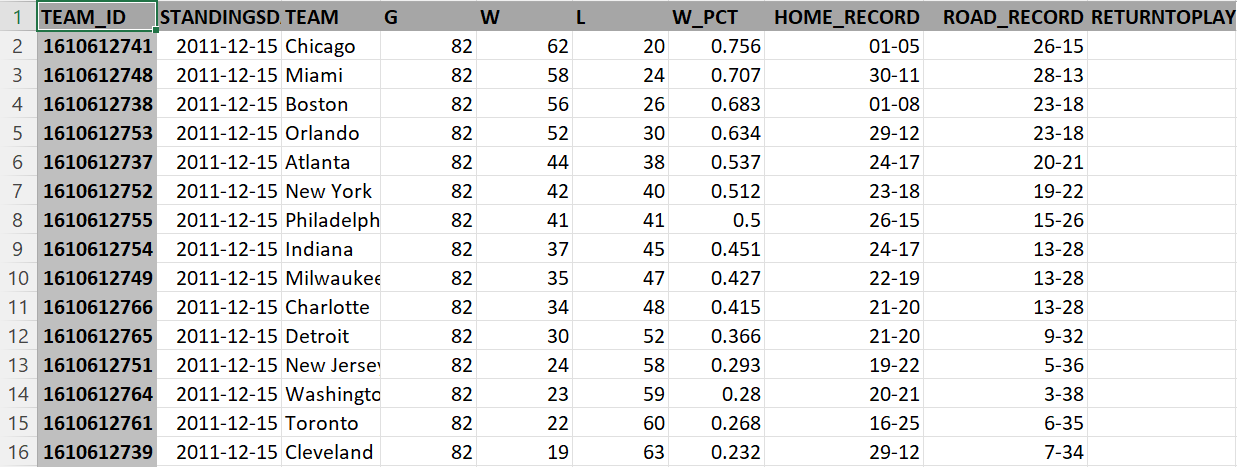 1 TEAM_ID STANDINGSD TEAM G W L W_PCT HOME_RECORD ROAD_RECORD RETURNTOPLAY
2 1610612741 2011-12-15 Chicago 82 62 20 0.756 01-05 26-15
3 1610612748 2011-12-15 Miami 82 58 24 0.707 30-11 28-13
4 1610612738 2011-12-15 Boston 82 56 26 0.683 01-08 23-18
5 1610612753 2011-12-15 Orlando 82 52 30 0.634 29-12 23-18
6 1610612737 2011-12-15 Atlanta 82 44 38 0.537 24-17 20-21
7 1610612752 2011-12-15 New York 82 42 40 0.512 23-18 19-22
8 1610612755 2011-12-15 Philadelph 82 41 41 0.5 26-15 15-26
9 1610612754 2011-12-15 Indiana 82 37 45 0.451 24-17 13-28
10 1610612749 2011-12-15 Milwaukee 82 35 47 0.427 22-19 13-28
11 1610612766 2011-12-15 Charlotte 82 34 48 0.415 21-20 13-28
12 1610612765 2011-12-15 Detroit 82 30 52 0.366 21-20 9-32
13 1610612751 2011-12-15 New Jersey 82 24 58 0.293 19-22 5-36
14 1610612764 2011-12-15 Washingto 82 23 59 0.28 20-21 3-38
15 1610612761 2011-12-15 Toronto 82 22 60 0.268 16-25 6-35
16 1610612739 2011-12-15 Cleveland 82 19 63 0.232 29-12 7-34